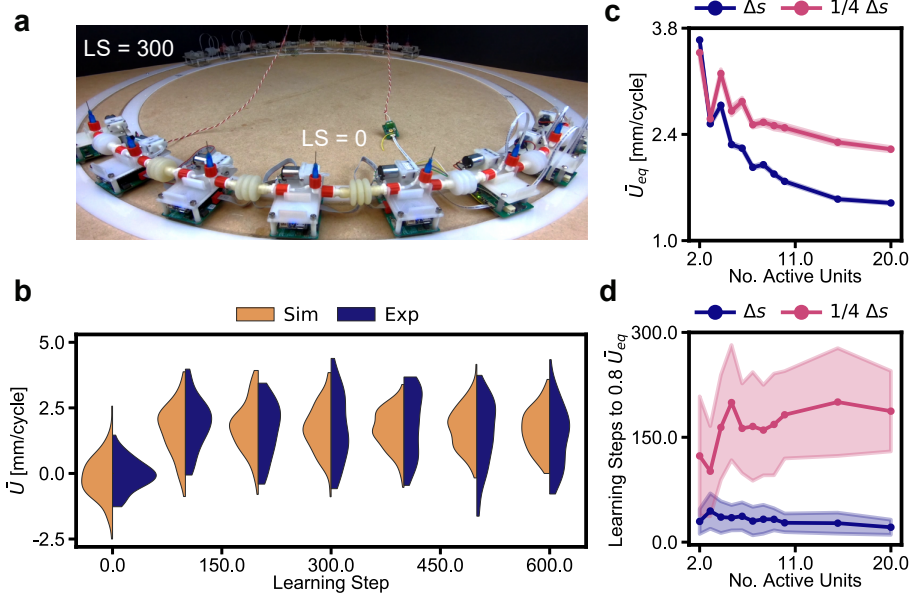 a
LS = 300
LS = 0
b
Sim Exp
Ū [mm/cycle]
5.0
2.5
0.0
-2.5
0.0 150.0 300.0 450.0 600.0
Learning Step
c
Δs 1/4 Δs
Ū_eq [mm/cycle]
3.8
2.4
1.0
2.0 11.0 20.0
No. Active Units
d
Δs 1/4 Δs
Learning Steps to 0.8 Ū_eq
300.0
150.0
0.0
2.0 11.0 20.0
No. Active Units